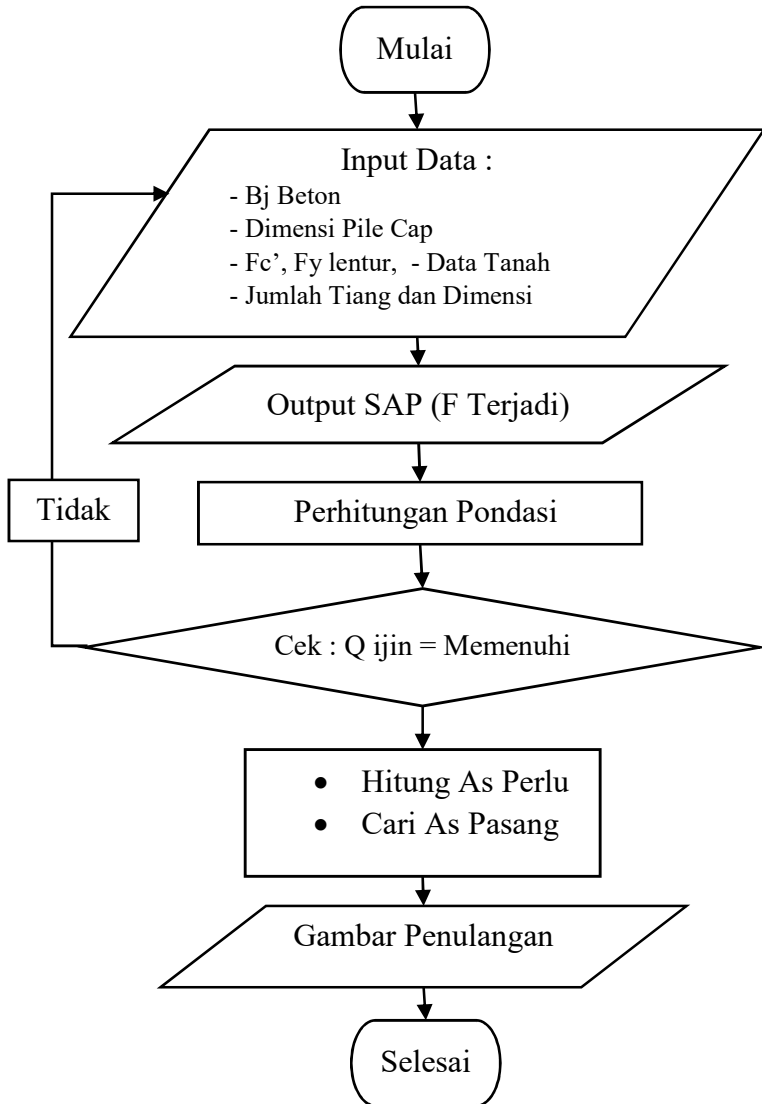 Mulai
Input Data :
- Bj Beton
- Dimensi Pile Cap
- Fc’, Fy lentur,  - Data Tanah
- Jumlah Tiang dan Dimensi
Output SAP (F Terjadi)
Tidak
Perhitungan Pondasi
Cek : Q ijin = Memenuhi
• Hitung As Perlu
• Cari As Pasang
Gambar Penulangan
Selesai